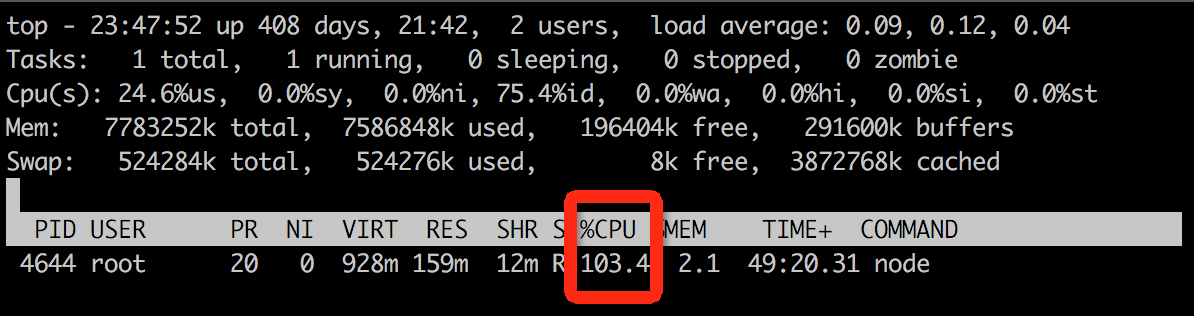 top - 23:47:52 up 408 days, 21:42,  2 users,  load average: 0.09, 0.12, 0.04
Tasks:   1 total,   1 running,   0 sleeping,   0 stopped,   0 zombie
Cpu(s): 24.6%us,  0.0%sy,  0.0%ni, 75.4%id,  0.0%wa,  0.0%hi,  0.0%si,  0.0%st
Mem:   7783252k total,  7586848k used,   196404k free,   291600k buffers
Swap:   524284k total,   524276k used,        8k free,  3872768k cached
PID USER      PR  NI  VIRT  RES  SHR S %CPU %MEM    TIME+  COMMAND
4644 root      20   0  928m 159m  12m R 103.4  2.1  49:20.31 node